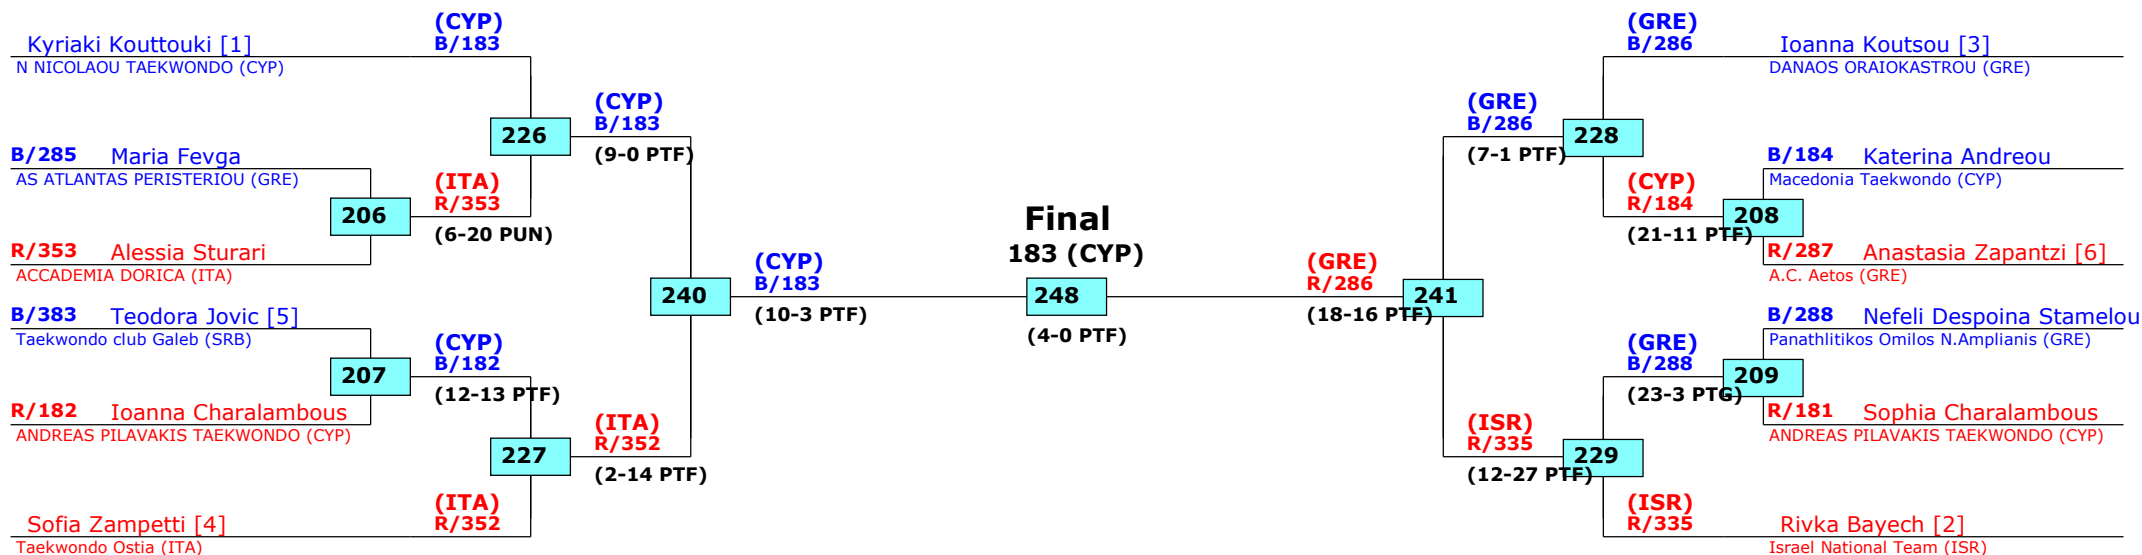 (CYP)
B/183
Kyriaki Kouttouki [1]
N NICOLAOU TAEKWONDO (CYP)
B/285 Maria Fevga
AS ATLANTAS PERISTERIOU (GRE)
206
R/353 Alessia Sturari
ACCADEMIA DORICA (ITA)
(ITA)
R/353
(6-20 PUN)
226
(CYP)
B/183
(9-0 PTF)
B/383 Teodora Jovic [5]
Taekwondo club Galeb (SRB)
207
R/182 Ioanna Charalambous
ANDREAS PILAVAKIS TAEKWONDO (CYP)
(CYP)
B/182
(12-13 PTF)
227
(ITA)
R/352
(2-14 PTF)
(ITA)
R/352
Sofia Zampetti [4]
Taekwondo Ostia (ITA)
240
(CYP)
B/183
(10-3 PTF)
Final
183 (CYP)
248
(4-0 PTF)
(GRE)
R/286
(18-16 PTF)
241
(GRE)
B/286
(7-1 PTF)
228
(GRE)
B/286
Ioanna Koutsou [3]
DANAOS ORAIOKASTROU (GRE)
B/184 Katerina Andreou
Macedonia Taekwondo (CYP)
(CYP)
R/184
(21-11 PTF)
208
R/287 Anastasia Zapantzi [6]
A.C. Aetos (GRE)
B/288 Nefeli Despoina Stamelou
Panathlitikos Omilos N.Amplianis (GRE)
(GRE)
B/288
(23-3 PTG)
209
R/181 Sophia Charalambous
ANDREAS PILAVAKIS TAEKWONDO (CYP)
(ISR)
R/335
(12-27 PTF)
229
(ISR)
R/335
Rivka Bayech [2]
Israel National Team (ISR)